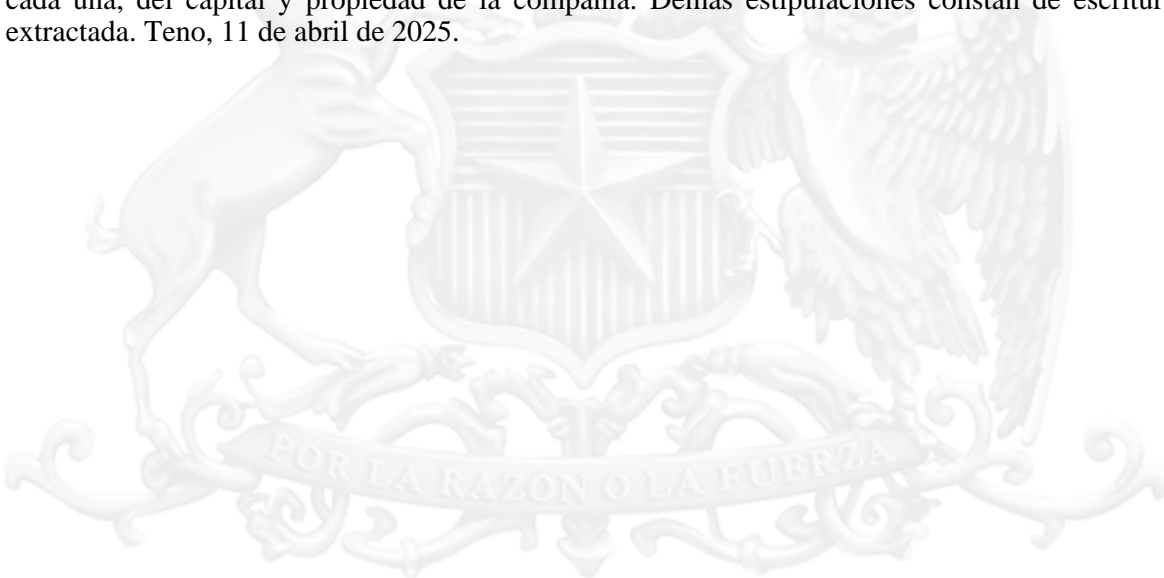 cada una, del capital y propiedad de la compañía. Demás estipulaciones constan de escritur
extractada. Teno, 11 de abril de 2025.
POR LA RAZON O LA FUERZA